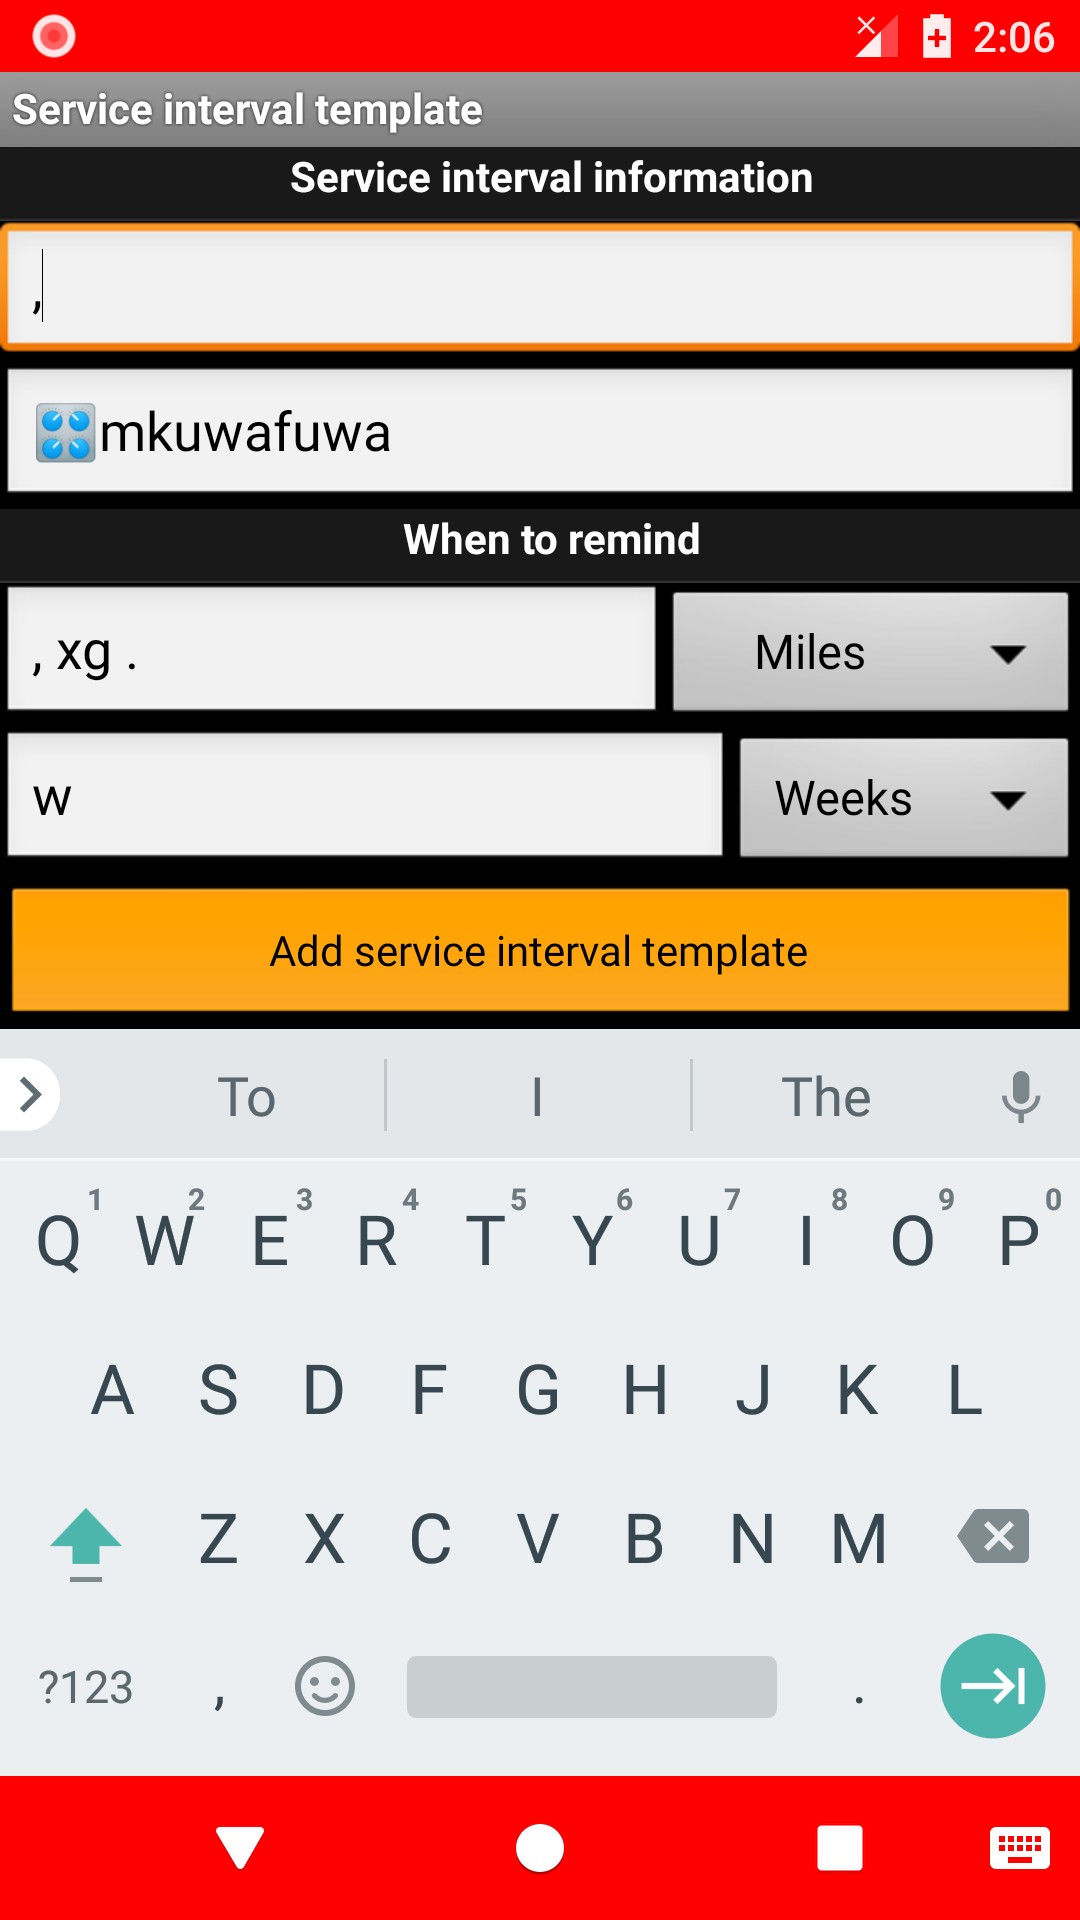 2:06
Service interval template
Service interval information
,
🎛mkuwafuwa
When to remind
, xg .
Miles
w
Weeks
Add service interval template
To I The
1 2 3 4 5 6 7 8 9 0
Q W E R T Y U I O P
A S D F G H J K L
Z X C V B N M
?123 , .